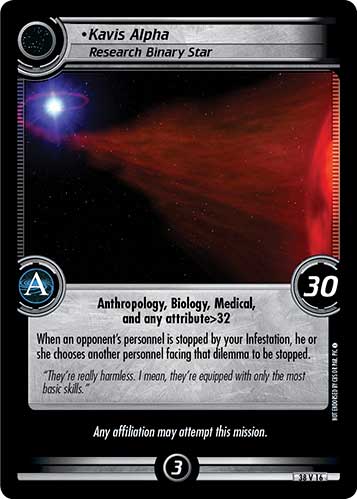 •Kavis Alpha
Research Binary Star
A
30
Anthropology, Biology, Medical,
and any attribute>32
When an opponent's personnel is stopped by your Infestation, he or
she chooses another personnel facing that dilemma to be stopped.
"They're really harmless. I mean, they're equipped with only the most
basic skills."
Any affiliation may attempt this mission.
3
38 V 16